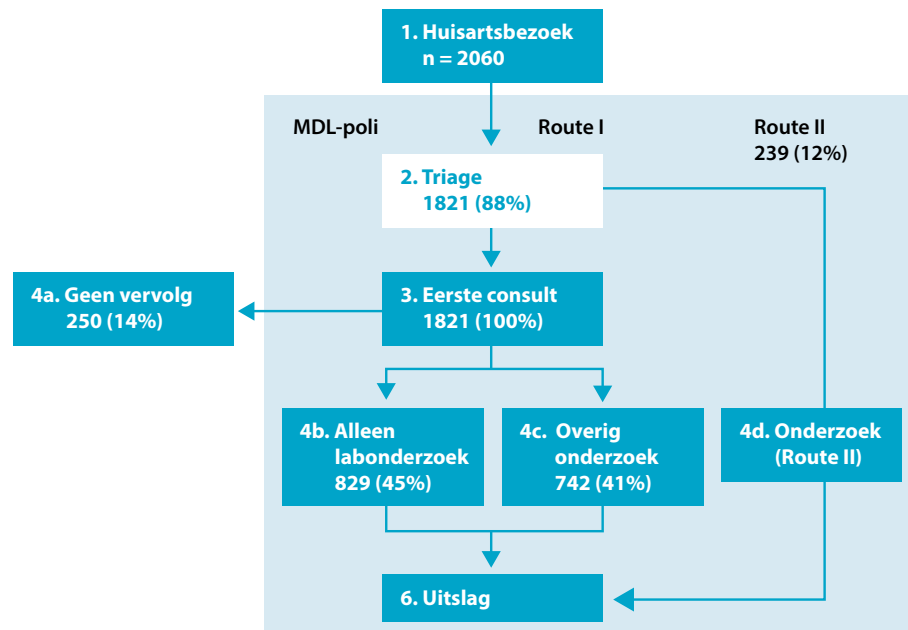 1. Huisartsbezoek
n = 2060
MDL-poli
Route I
Route II
239 (12%)
2. Triage
1821 (88%)
4a. Geen vervolg
250 (14%)
3. Eerste consult
1821 (100%)
4b. Alleen
labonderzoek
829 (45%)
4c. Overig
onderzoek
742 (41%)
4d. Onderzoek
(Route II)
6. Uitslag